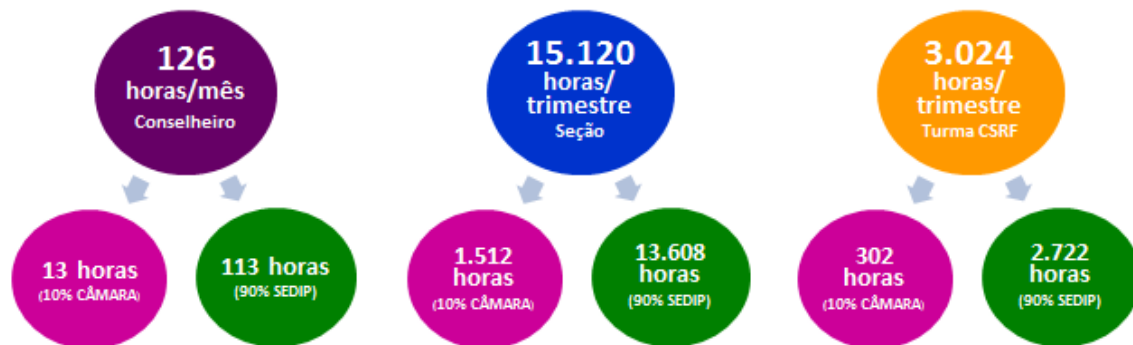 126
horas/mês
Conselheiro
13 horas
(10% CÂMARA)
113 horas
(90% SEDIP)
15.120
horas/
trimestre
Seção
1.512
horas
(10% CÂMARA)
13.608
horas
(90% SEDIP)
3.024
horas/
trimestre
Turma CSRF
302
horas
(10% CÂMARA)
2.722
horas
(90% SEDIP)